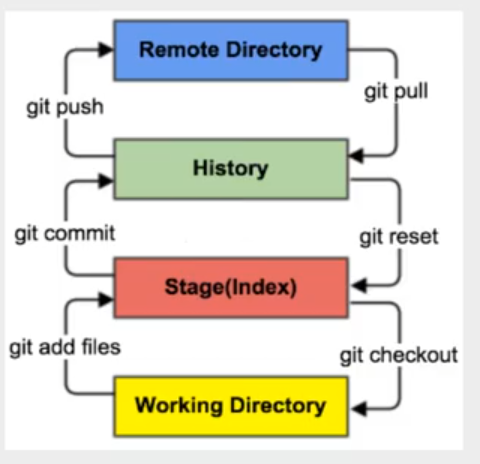 Remote Directory
git push
git pull
History
git commit
git reset
Stage(Index)
git add files
git checkout
Working Directory